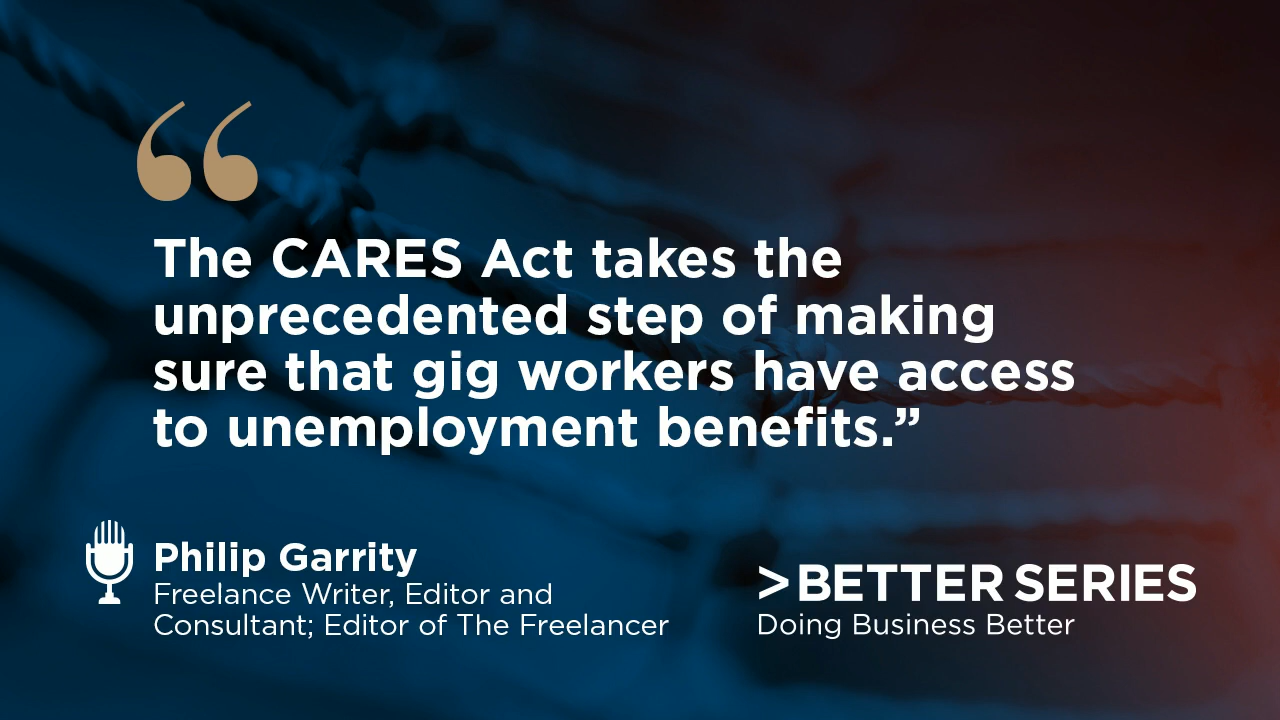 “
The CARES Act takes the
unprecedented step of making
sure that gig workers have access
to unemployment benefits.”
Philip Garrity
Freelance Writer, Editor and
Consultant; Editor of The Freelancer
>BETTER SERIES
Doing Business Better